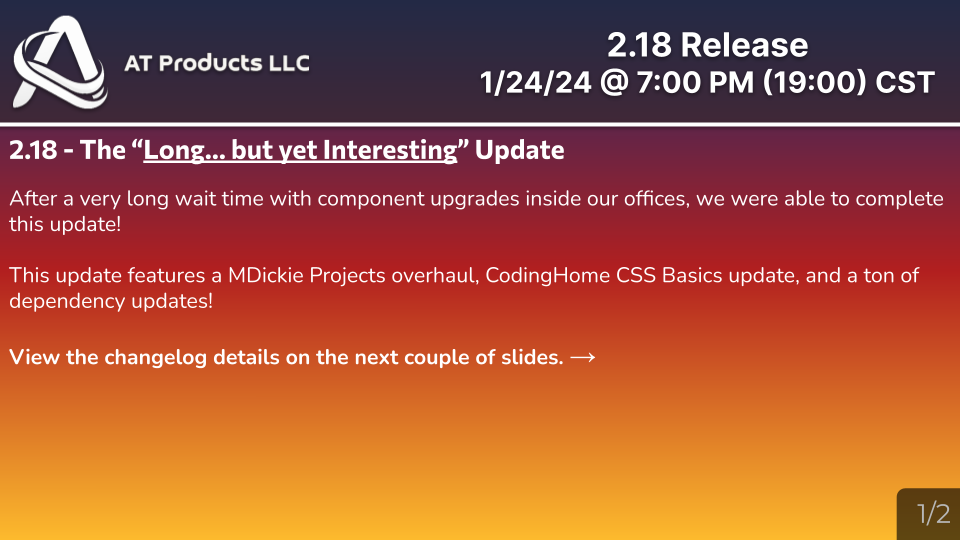 AT Products LLC
2.18 Release
1/24/24 @ 7:00 PM (19:00) CST
2.18 - The “Long... but yet Interesting” Update
After a very long wait time with component upgrades inside our offices, we were able to complete
this update!
This update features a MDickie Projects overhaul, CodingHome CSS Basics update, and a ton of
dependency updates!
View the changelog details on the next couple of slides. →
1/2